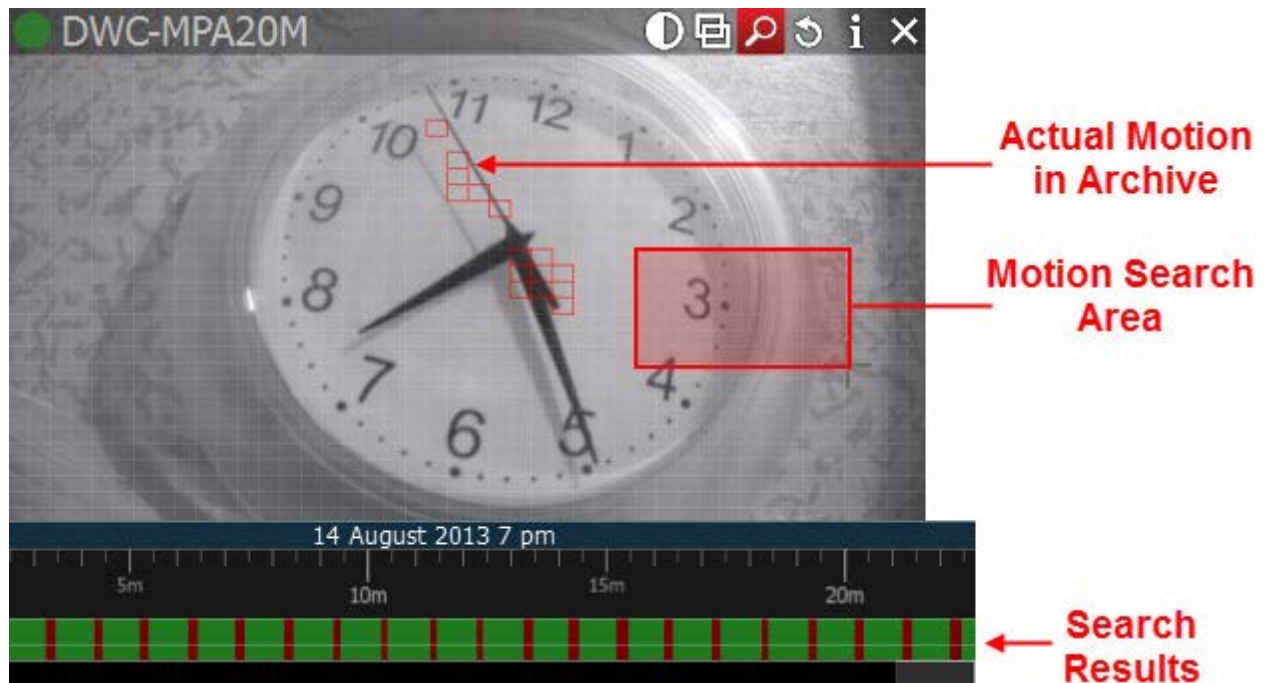 DWC-MPA20M
i
11
12
10
1
9
2
8
3
7
4
6
5
Actual Motion
in Archive
Motion Search
Area
14 August 2013 7 pm
5m
10m
15m
20m
Search
Results